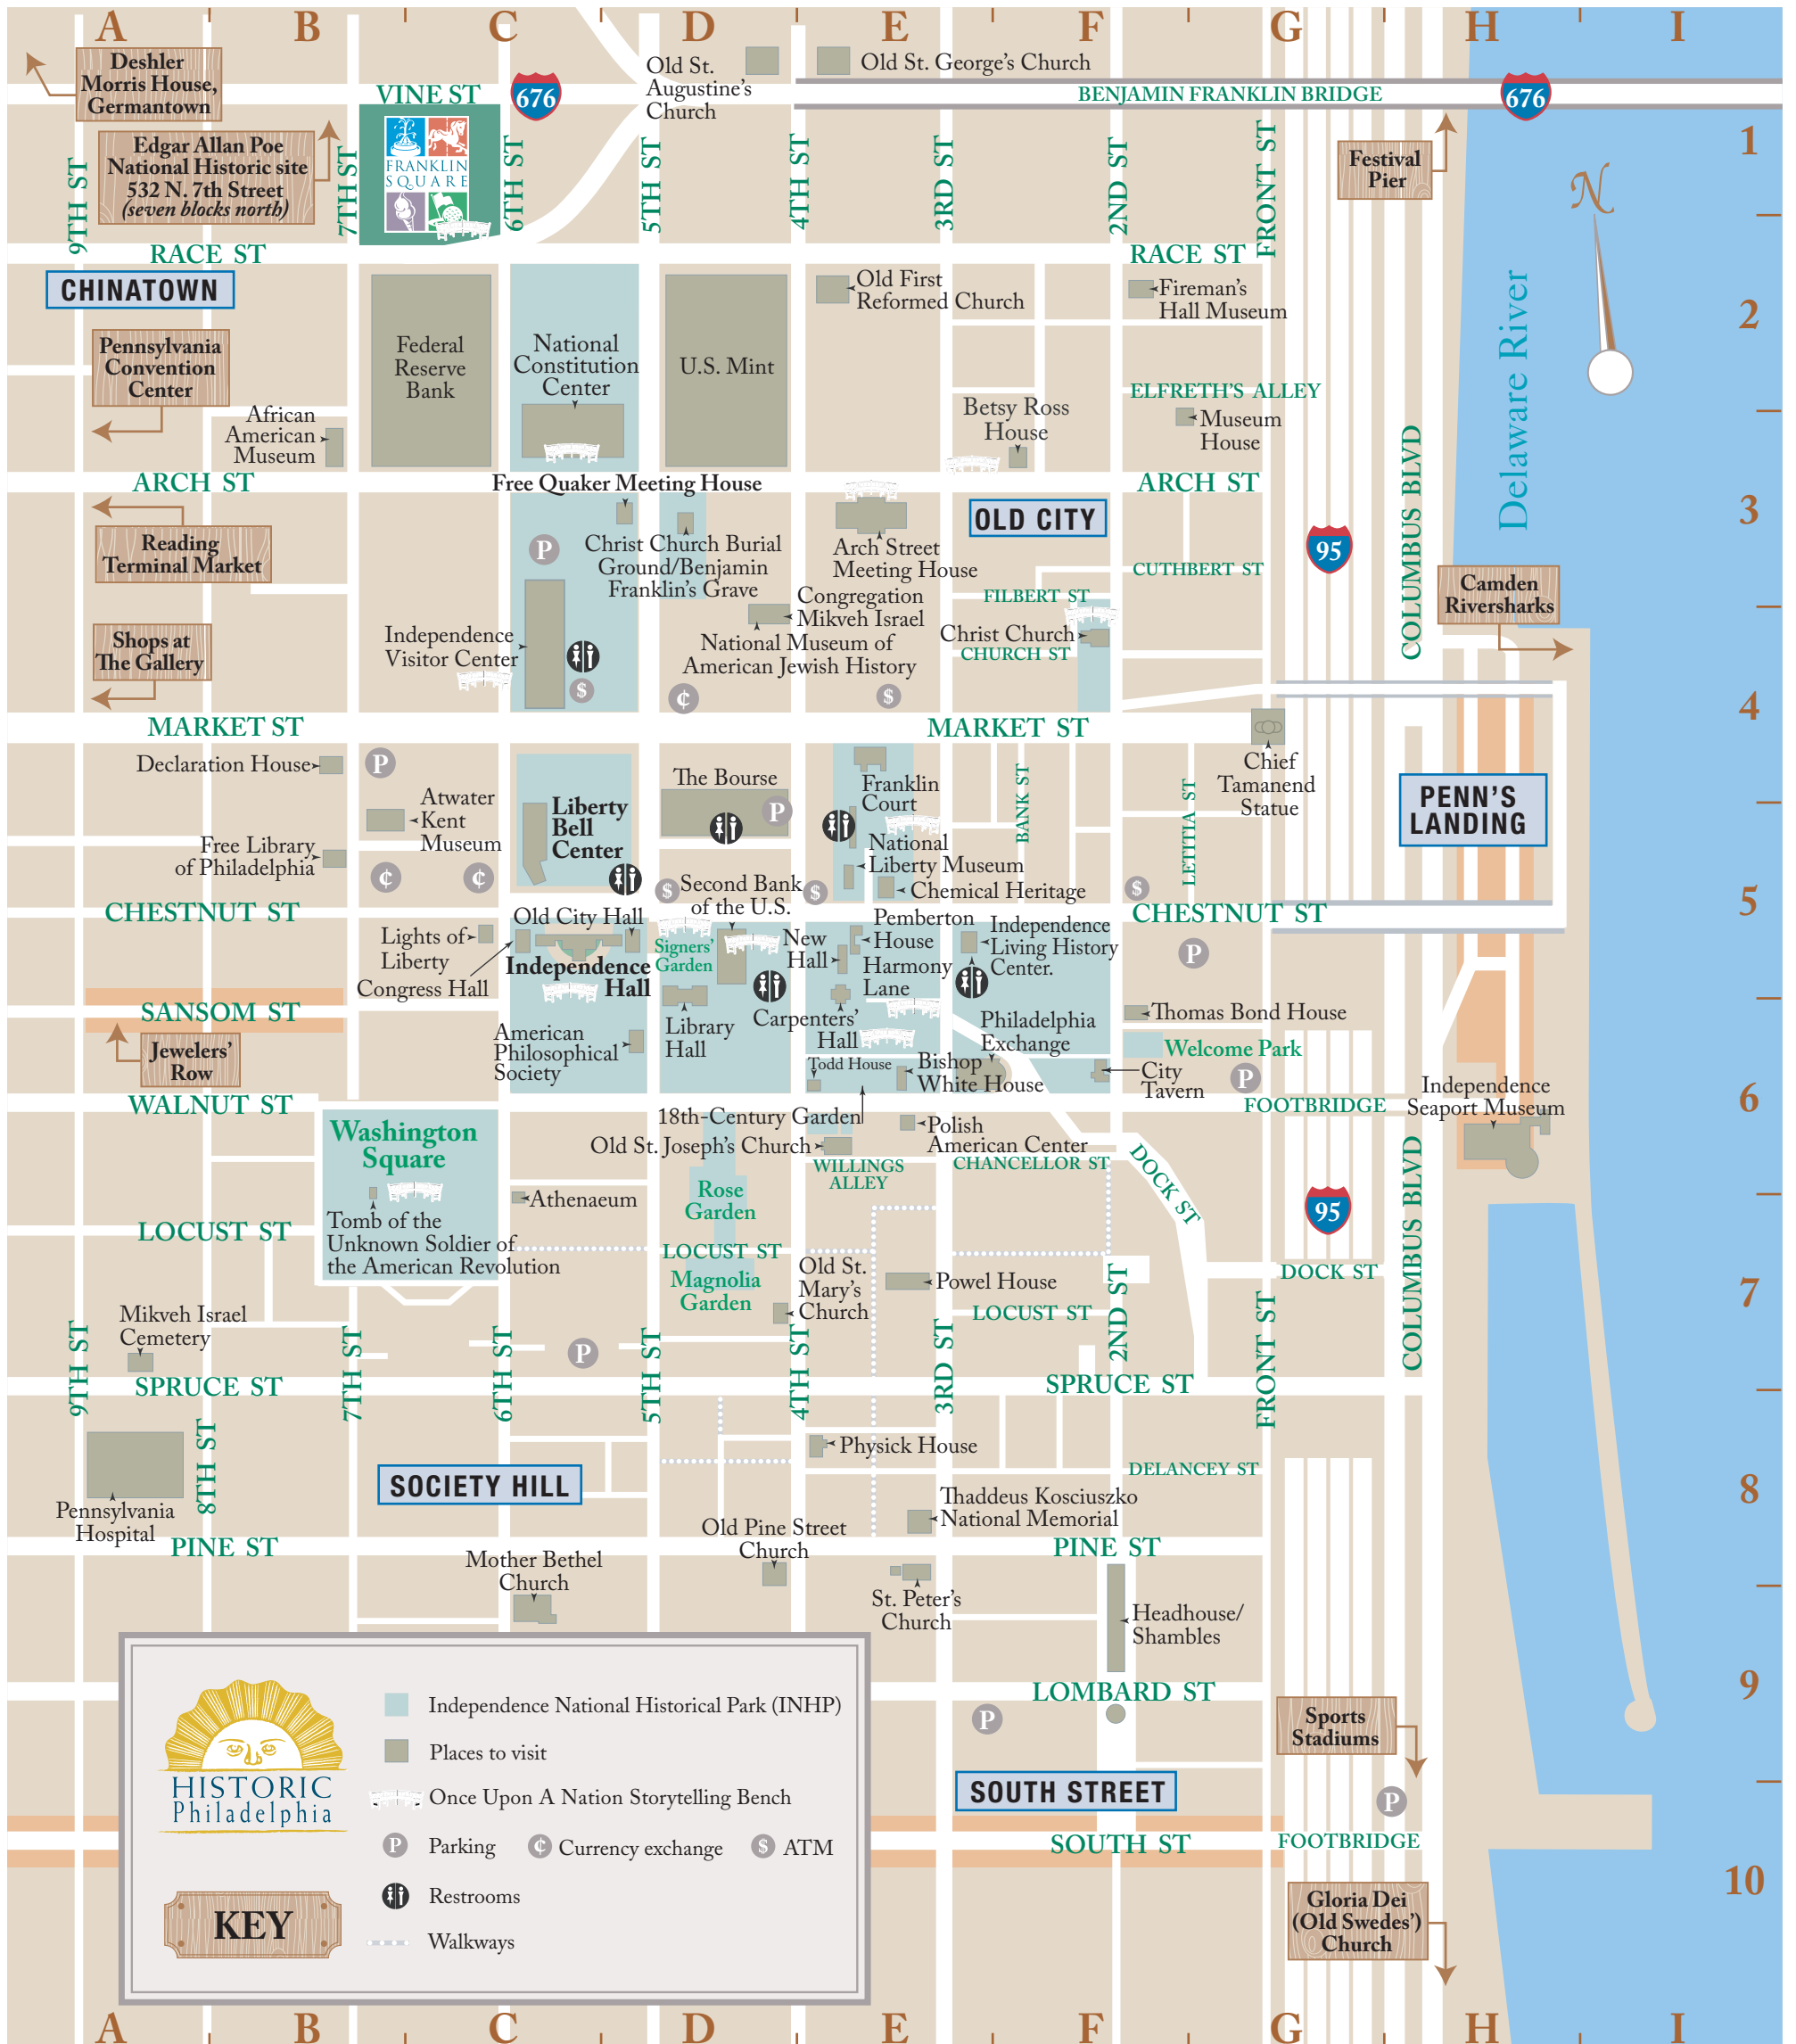 A B C D E F G H I
Deshler
Morris House,
Germantown
Old St.
Augustine's
Church
Old St. George's Church
VINE ST
676
BENJAMIN FRANKLIN BRIDGE
676
Edgar Allan Poe
National Historic site
532 N. 7th Street
(seven blocks north)
FRANKLIN
SQUARE
Festival
Pier
1
N
9TH ST
7TH ST
6TH ST
5TH ST
4TH ST
3RD ST
2ND ST
FRONT ST
RACE ST
RACE ST
CHINATOWN
Old First
Reformed Church
Fireman's
Hall Museum
2
Delaware River
Pennsylvania
Convention
Center
Federal
Reserve
Bank
National
Constitution
Center
U.S. Mint
ELFRETH'S ALLEY
Betsy Ross
House
Museum
House
African
American
Museum
COLUMBUS BLVD
ARCH ST
Free Quaker Meeting House
ARCH ST
3
OLD CITY
Reading
Terminal Market
P
Christ Church Burial
Ground/Benjamin
Franklin's Grave
Arch Street
Meeting House
95
CUTHBERT ST
FILBERT ST
Camden
Riversharks
Congregation
Mikveh Israel
National Museum of
American Jewish History
Christ Church
CHURCH ST
Shops at
The Gallery
Independence
Visitor Center
$
¢
$
4
MARKET ST
MARKET ST
Declaration House
P
The Bourse
P
Franklin
Court
BANK ST
LETITIA ST
Chief
Tamanend
Statue
PENN'S
LANDING
Atwater
Kent
Museum
Liberty
Bell
Center
Free Library
of Philadelphia
¢
¢
National
Liberty Museum
Chemical Heritage
$
Second Bank
of the U.S.
$
$
5
CHESTNUT ST
CHESTNUT ST
Old City Hall
Lights of
Liberty
Congress Hall
Independence
Hall
Signers'
Garden
New
Hall
Pemberton
House
Harmony
Lane
Independence
Living History
Center.
P
SANSOM ST
Thomas Bond House
Jewelers'
Row
American
Philosophical
Society
Library
Hall
Carpenters'
Hall
Philadelphia
Exchange
Welcome Park
Todd House
Bishop
White House
City
Tavern
P
Independence
Seaport Museum
6
WALNUT ST
FOOTBRIDGE
18th-Century Garden
Polish
American Center
Old St. Joseph's Church
WILLINGS
ALLEY
CHANCELLOR ST
DOCK ST
Washington
Square
Tomb of the
Unknown Soldier of
the American Revolution
Athenaeum
Rose
Garden
95
COLUMBUS BLVD
LOCUST ST
LOCUST ST
Magnolia
Garden
Old St.
Mary's
Church
Powel House
DOCK ST
LOCUST ST
7
Mikveh Israel
Cemetery
P
9TH ST
7TH ST
6TH ST
5TH ST
4TH ST
3RD ST
2ND ST
FRONT ST
SPRUCE ST
SPRUCE ST
8TH ST
Pennsylvania
Hospital
SOCIETY HILL
Physick House
DELANCEY ST
8
Thaddeus Kosciuszko
National Memorial
Old Pine Street
Church
PINE ST
PINE ST
Mother Bethel
Church
St. Peter's
Church
Headhouse/
Shambles
LOMBARD ST
9
P
Sports
Stadiums
SOUTH STREET
P
SOUTH ST
FOOTBRIDGE
10
Gloria Dei
(Old Swedes')
Church
HISTORIC
Philadelphia
KEY
Independence National Historical Park (INHP)
Places to visit
Once Upon A Nation Storytelling Bench
P Parking ¢ Currency exchange $ ATM
Restrooms
Walkways
A B C D E F G H I